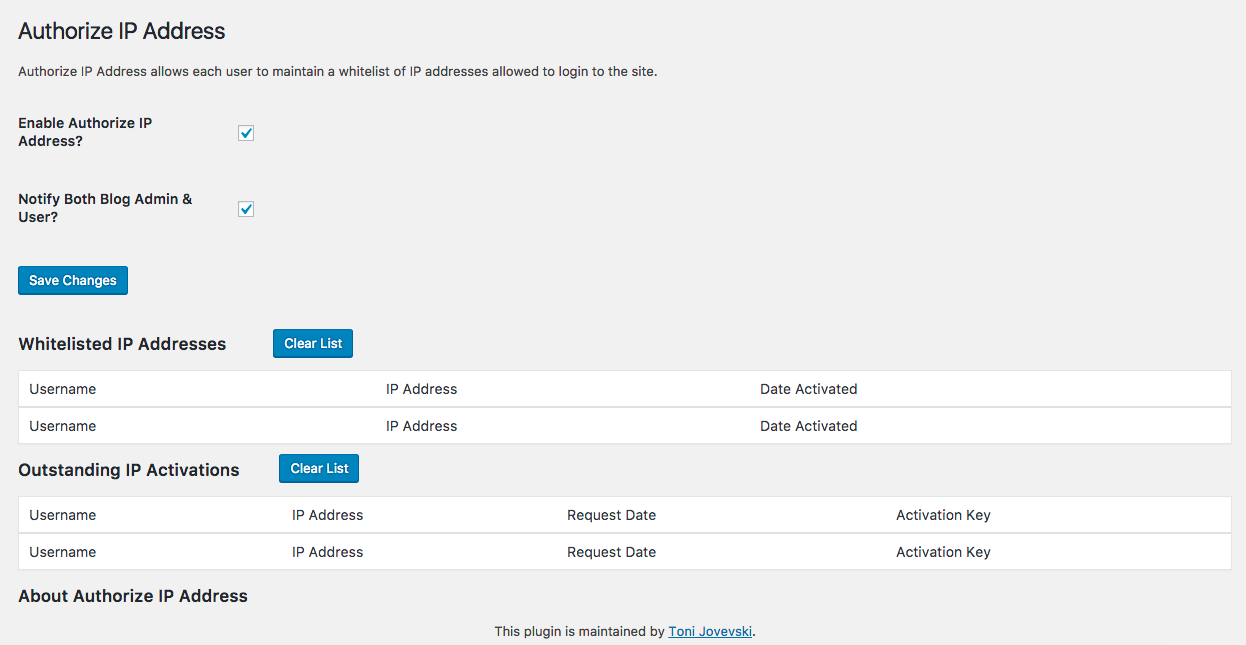 Authorize IP Address
Authorize IP Address allows each user to maintain a whitelist of IP addresses allowed to login to the site.
Enable Authorize IP
Address?
Notify Both Blog Admin &
User?
Save Changes
Whitelisted IP Addresses Clear List
Username IP Address Date Activated
Username IP Address Date Activated
Outstanding IP Activations Clear List
Username IP Address Request Date Activation Key
Username IP Address Request Date Activation Key
About Authorize IP Address
This plugin is maintained by Toni Jovevski.